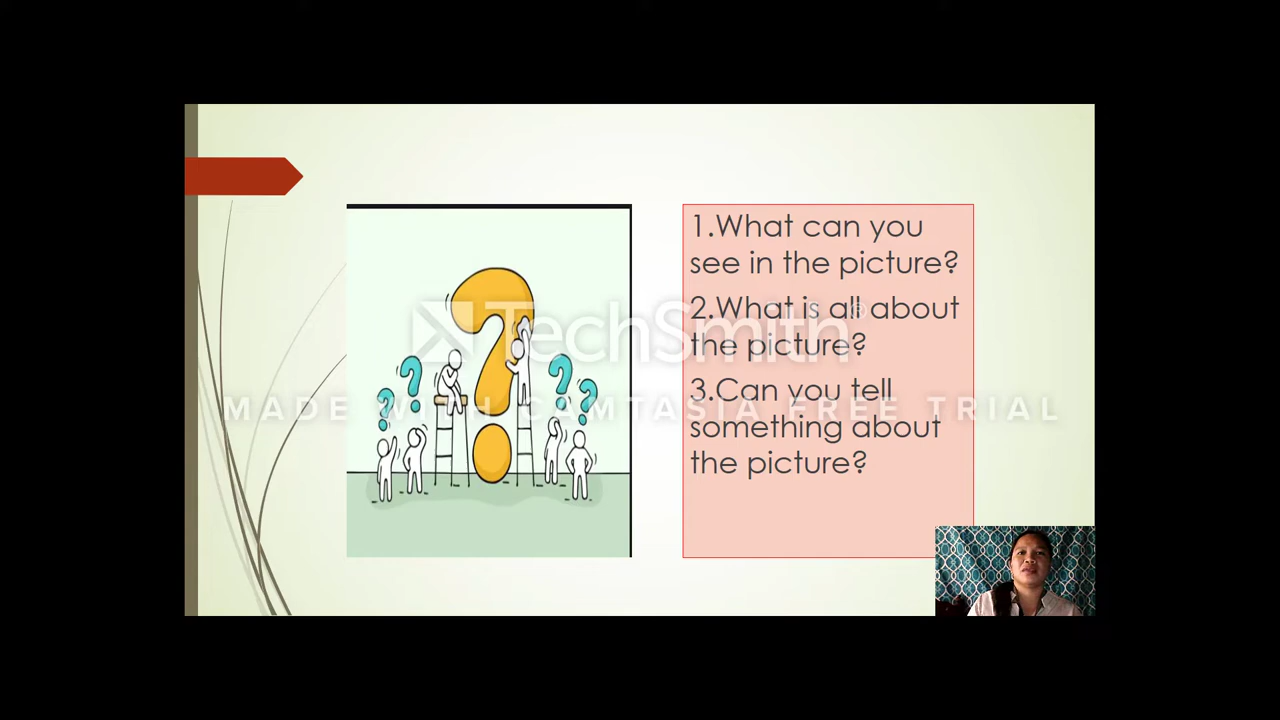 1.What can you
see in the picture?
2.What is all about
the picture?
3.Can you tell
something about
the picture?
?
? ? ? ?
TechSmith®
MADE WITH CAMTASIA FREE TRIAL